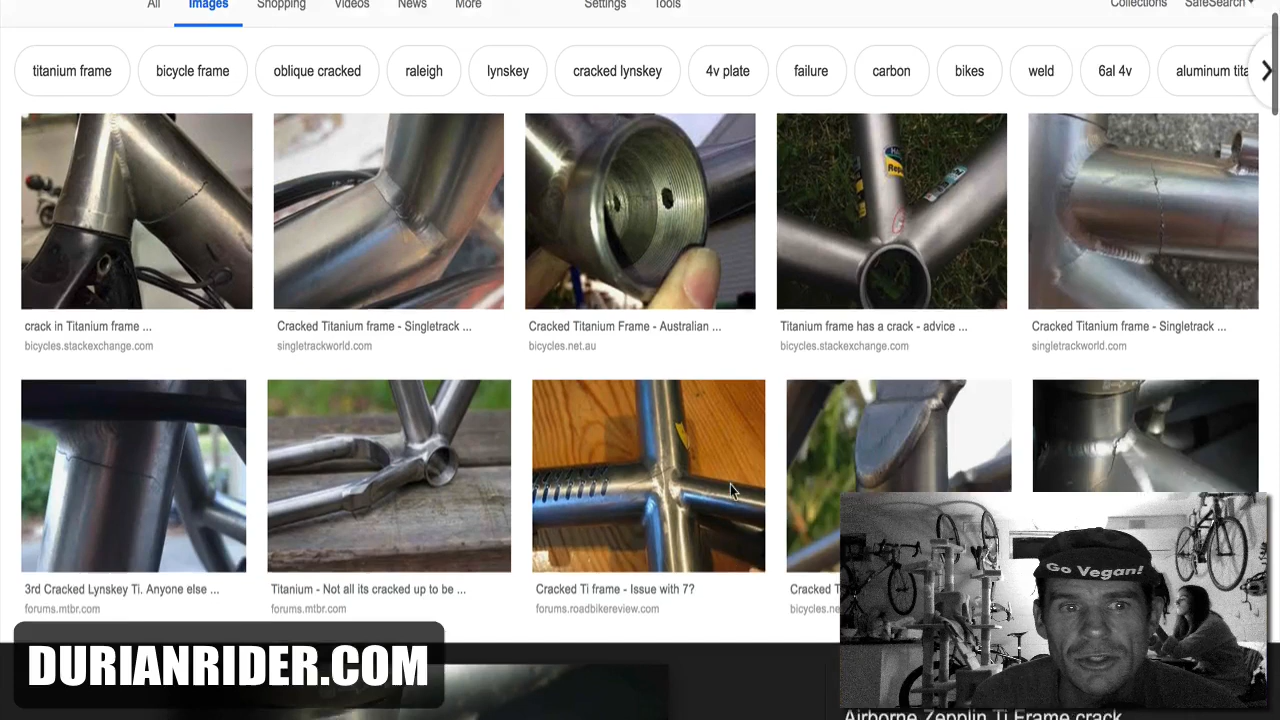 All Images Shopping Videos News More Settings Tools Collections SafeSearch
titanium frame bicycle frame oblique cracked raleigh lynskey cracked lynskey 4v plate failure carbon bikes weld 6al 4v aluminum tita
crack in Titanium frame ... Cracked Titanium frame - Singletrack ... Cracked Titanium Frame - Australian ... Titanium frame has a crack - advice ... Cracked Titanium frame - Singletrack ...
bicycles.stackexchange.com singletrackworld.com bicycles.net.au bicycles.stackexchange.com singletrackworld.com
3rd Cracked Lynskey Ti. Anyone else ... Titanium - Not all its cracked up to be ... Cracked Ti frame - Issue with 7? Cracked T
forums.mtbr.com forums.mtbr.com forums.roadbikereview.com bicycles.ne
Go Vegan!
DURIANRIDER.COM
Airborne Zepplin Ti Frame crack